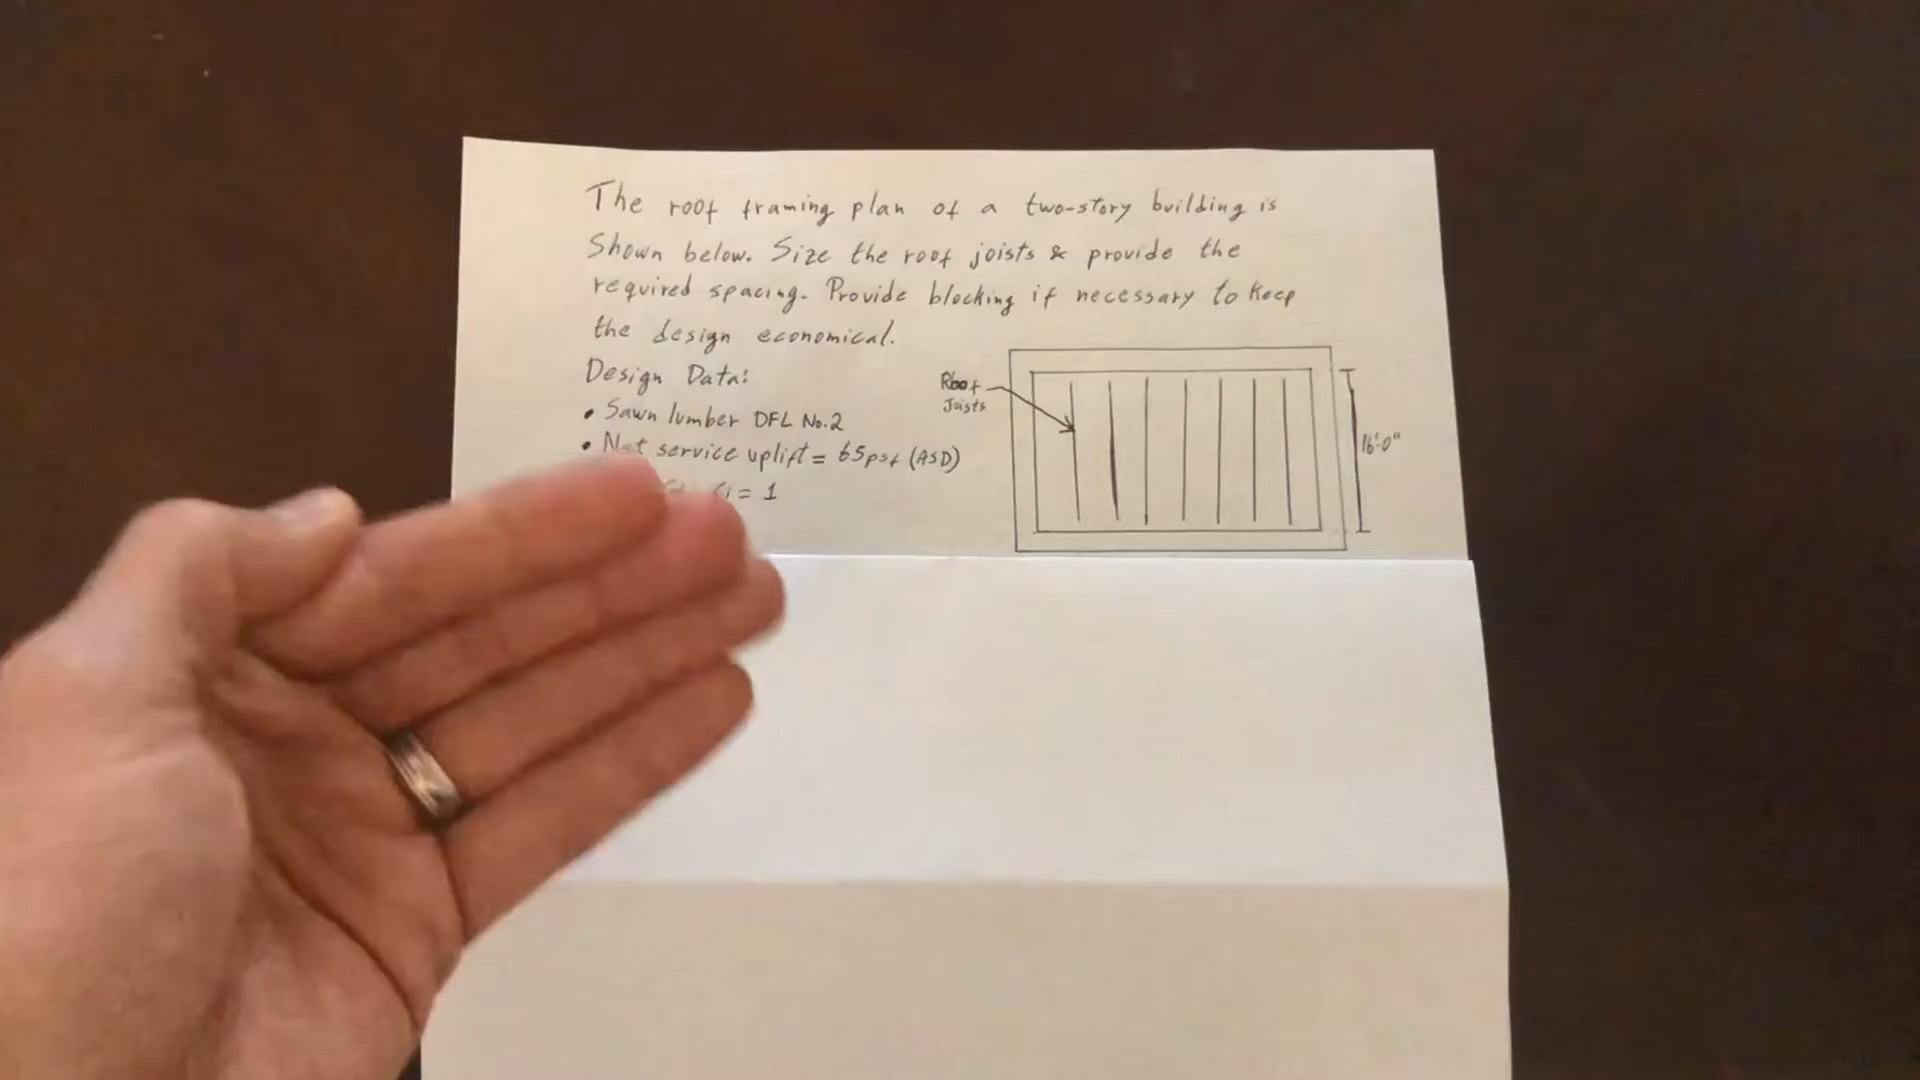 The roof framing plan of a two-story building is
Shown below. Size the roof joists & provide the
required spacing. Provide blocking if necessary to keep
the design economical.
Design Data:
• Sawn lumber DFL No.2
• Net service uplift = 65psf (ASD)
= 1
Roof
Joists
16'-0"